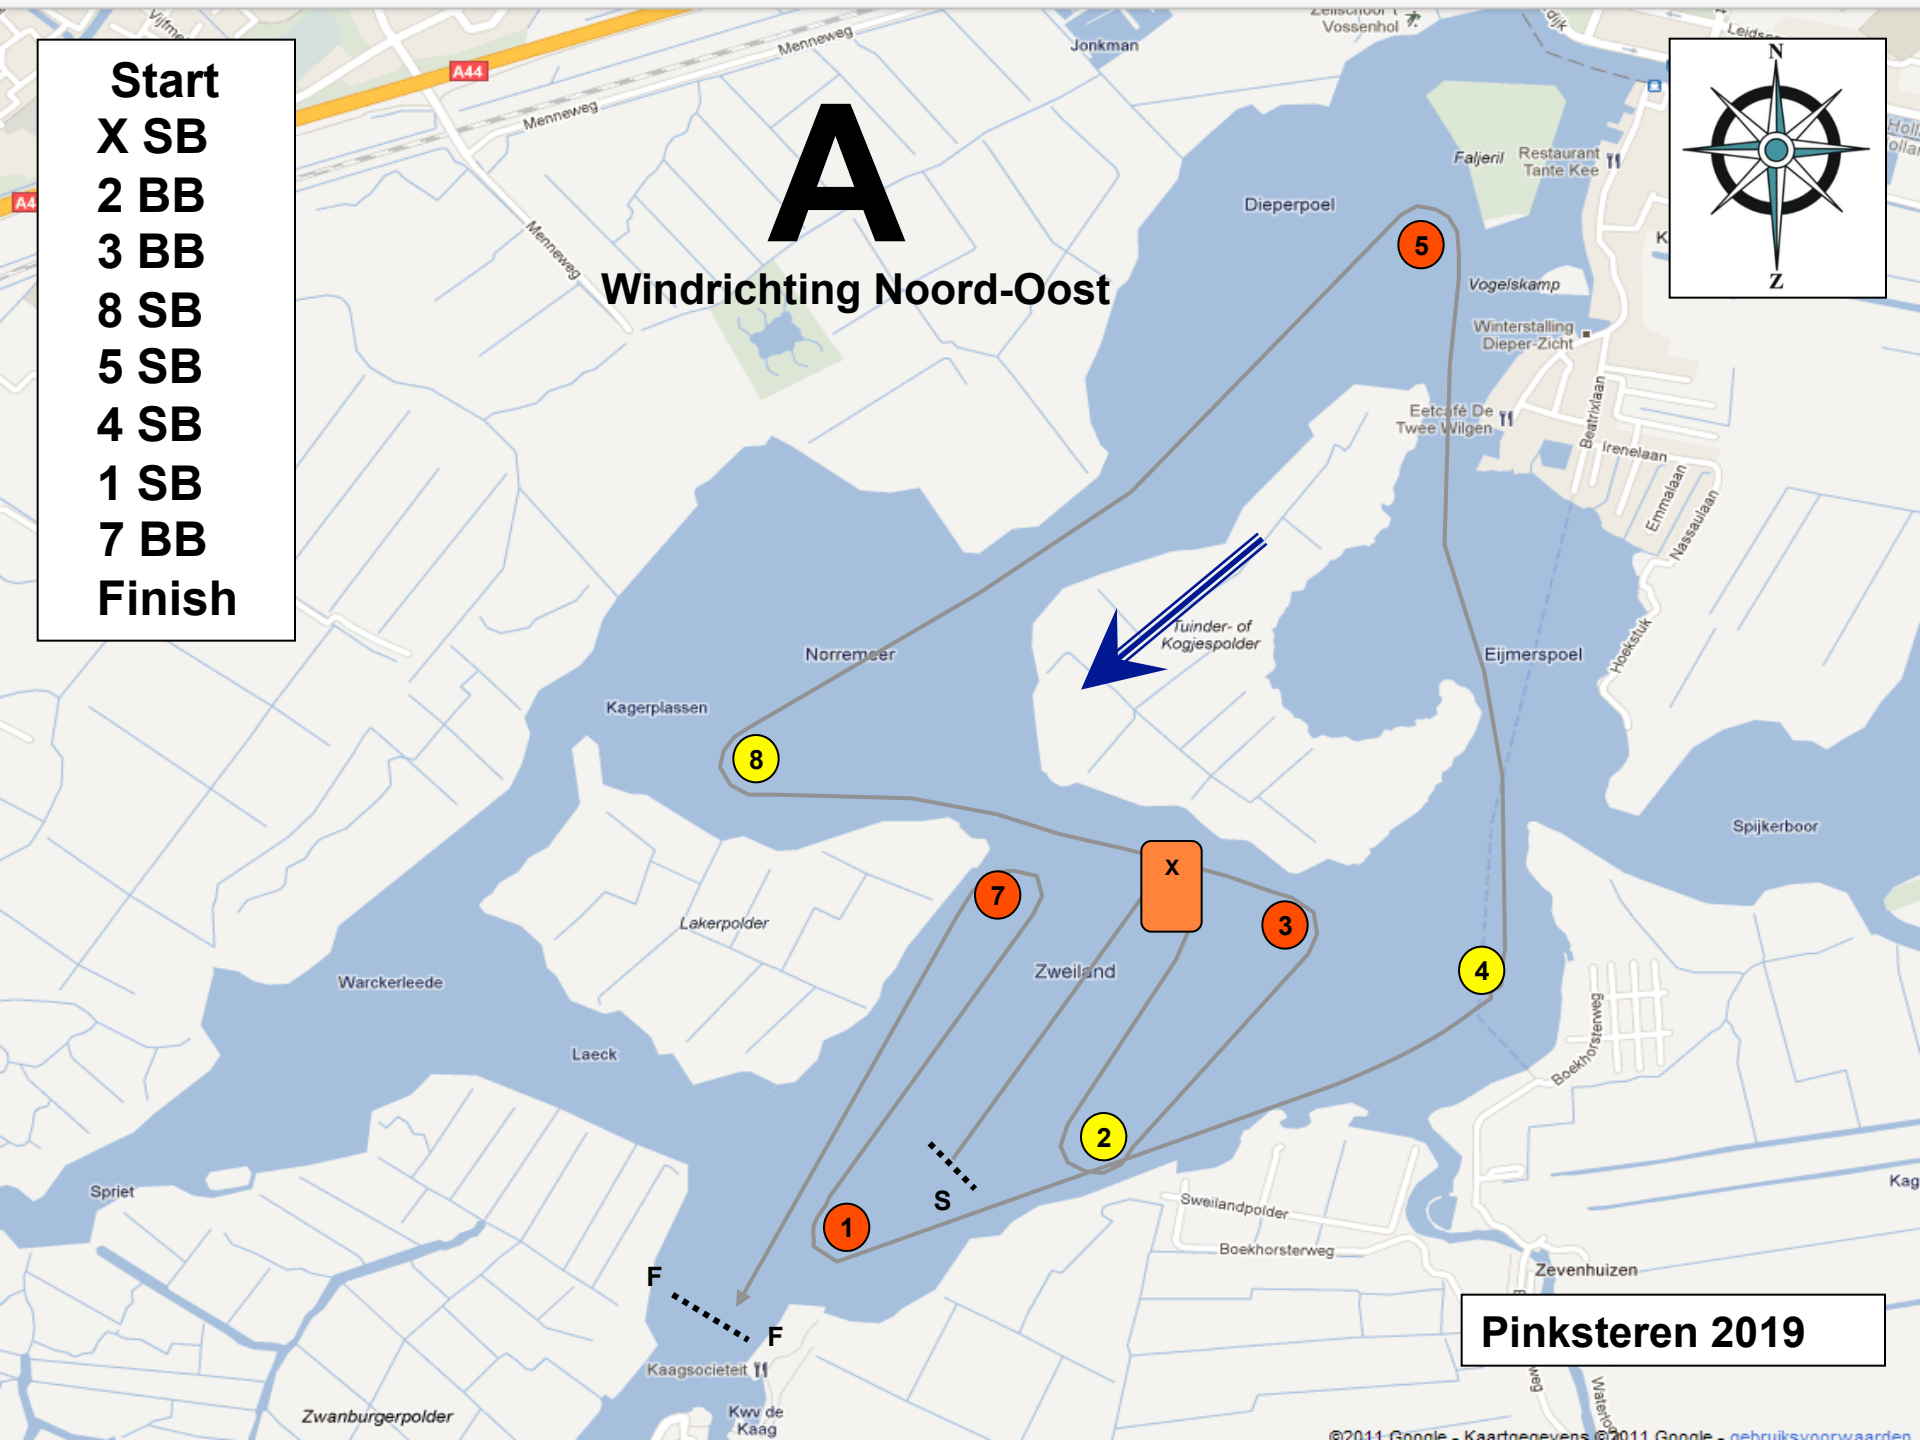 Start
X SB
2 BB
3 BB
8 SB
5 SB
4 SB
1 SB
7 BB
Finish
A
Windrichting Noord-Oost
N
Z
Pinksteren 2019
A44
Menneweg
Menneweg
Menneweg
Jonkman
Vossenhol
Dieperpoel
Faljeril
Restaurant
Tante Kee
Vogelskamp
Winterstalling
Dieper-Zicht
Eetcafé De
Twee Wilgen
Beatrixlaan
Irenelaan
Emmalaan
Nassaulaan
Hoekstuk
Tuinder- of
Kogjespolder
Eijmerspoel
Norremeer
Kagerplassen
Spijkerboor
Lakerpolder
Zweiland
Warckerleede
Laeck
Spriet
Boekhorsterweg
Sweilandpolder
Boekhorsterweg
Zevenhuizen
Kaagsocieteit
Kwv de
Kaag
Zwanburgerpolder
5
8
X
7
3
4
2
1
S
F
F
©2011 Google - Kaartgegevens ©2011 Google - gebruiksvoorwaarden